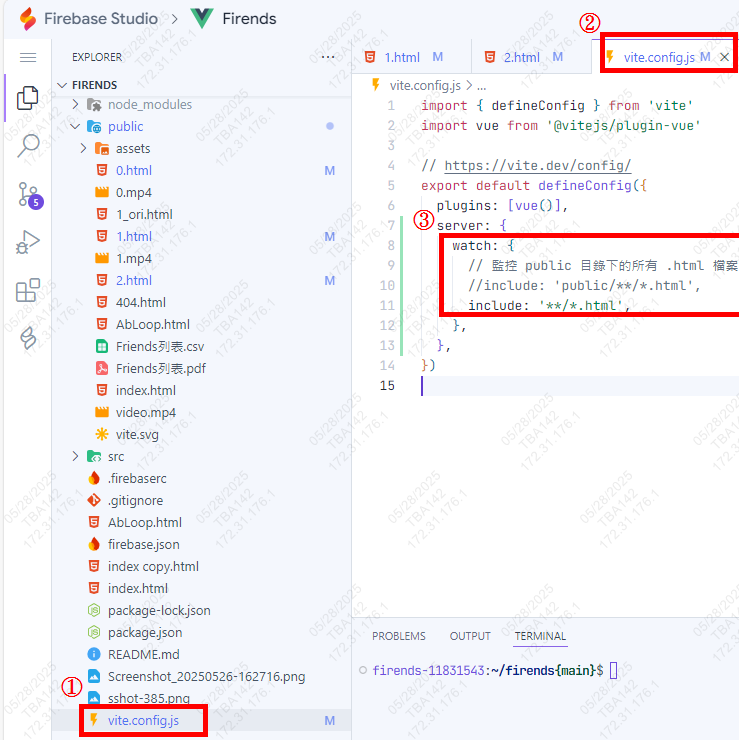 Firebase Studio > Firends
②
EXPLORER ...
FIRENDS
node_modules
public
assets
0.html M
0.mp4
1_ori.html
1.html M
1.mp4
2.html M
404.html
AbLoop.html
Friends列表.csv
Friends列表.pdf
index.html
video.mp4
vite.svg
src
.firebaserc
.gitignore
AbLoop.html
firebase.json
index copy.html
index.html
package-lock.json
package.json
README.md
Screenshot_20250526-162716.png
①
sshot-385.png
vite.config.js M
5
1.html M
2.html M
vite.config.js M ×
vite.config.js > ...
1 import { defineConfig } from 'vite'
2 import vue from '@vitejs/plugin-vue'
3
4 // https://vite.dev/config/
5 export default defineConfig({
6 plugins: [vue()],
③
7 server: {
8 watch: {
9 // 監控 public 目錄下的所有 .html 檔案
10 //include: 'public/**/*.html',
11 include: '**/*.html',
12 },
13 },
14 })
15
PROBLEMS OUTPUT TERMINAL
firends-11831543:~/firends{main}$
05/28/2025
TBA142
172.31.176.1